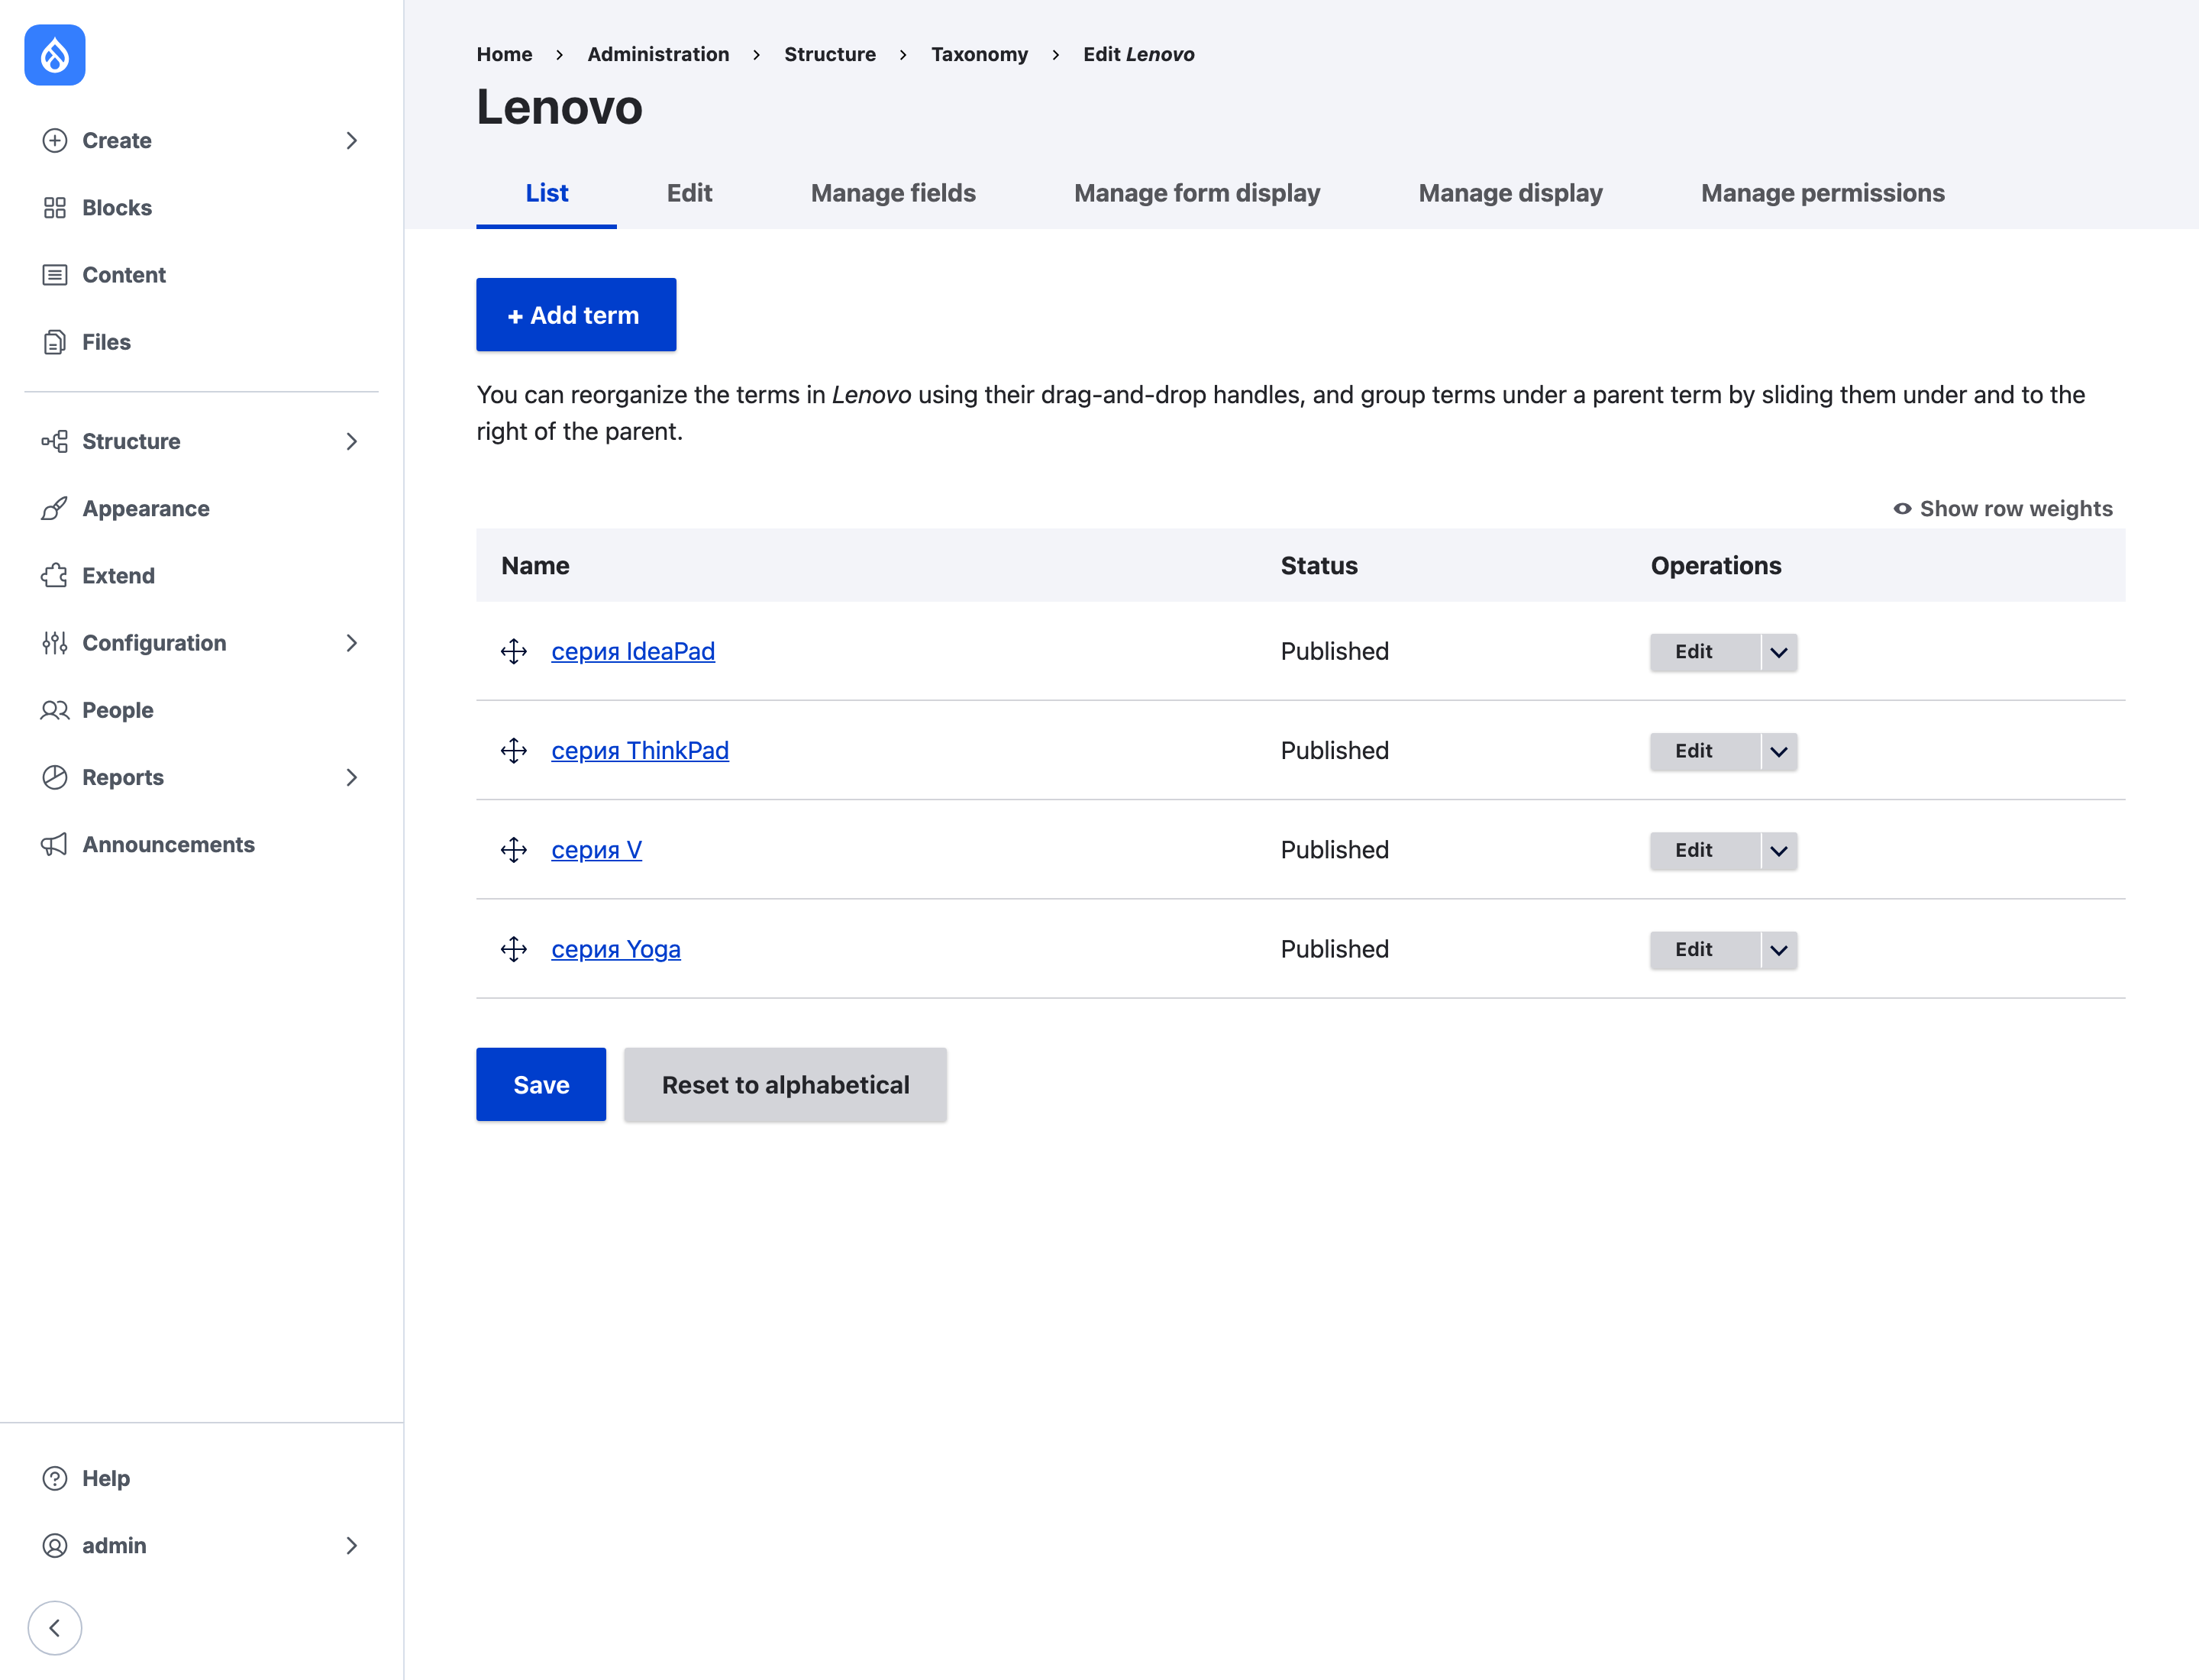 Create
Blocks
Content
Files
Structure
Appearance
Extend
Configuration
People
Reports
Announcements
Help
admin
Home > Administration > Structure > Taxonomy > Edit Lenovo
Lenovo
List Edit Manage fields Manage form display Manage display Manage permissions
+ Add term
You can reorganize the terms in Lenovo using their drag-and-drop handles, and group terms under a parent term by sliding them under and to the
right of the parent.
Show row weights
Name Status Operations
серия IdeaPad Published Edit
серия ThinkPad Published Edit
серия V Published Edit
серия Yoga Published Edit
Save Reset to alphabetical